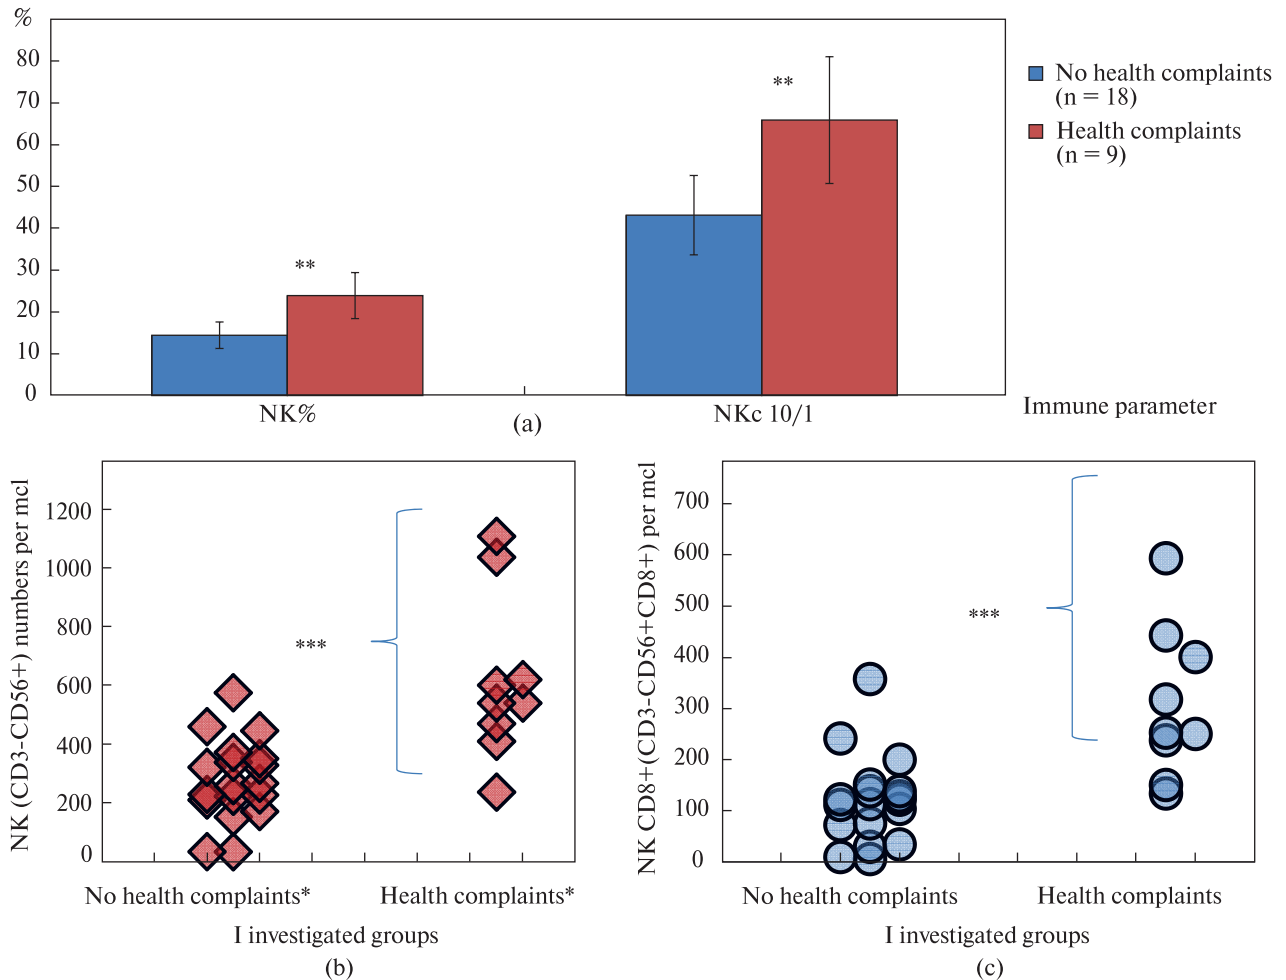 %
80
70
60
50
40
30
20
10
0
**
**
NK%
NKc 10/1
Immune parameter
(a)
No health complaints
(n = 18)
Health complaints
(n = 9)
NK (CD3-CD56+) numbers per mcl
1200
1000
800
600
400
200
0
***
No health complaints*
Health complaints*
I investigated groups
(b)
NK CD8+(CD3-CD56+CD8+) per mcl
700
600
500
400
300
200
100
0
***
No health complaints
Health complaints
I investigated groups
(c)